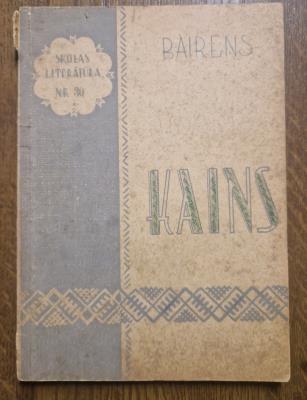 SKOLAS
LITERĀTŪRA
NR. 30
BAIRENS
KAINS